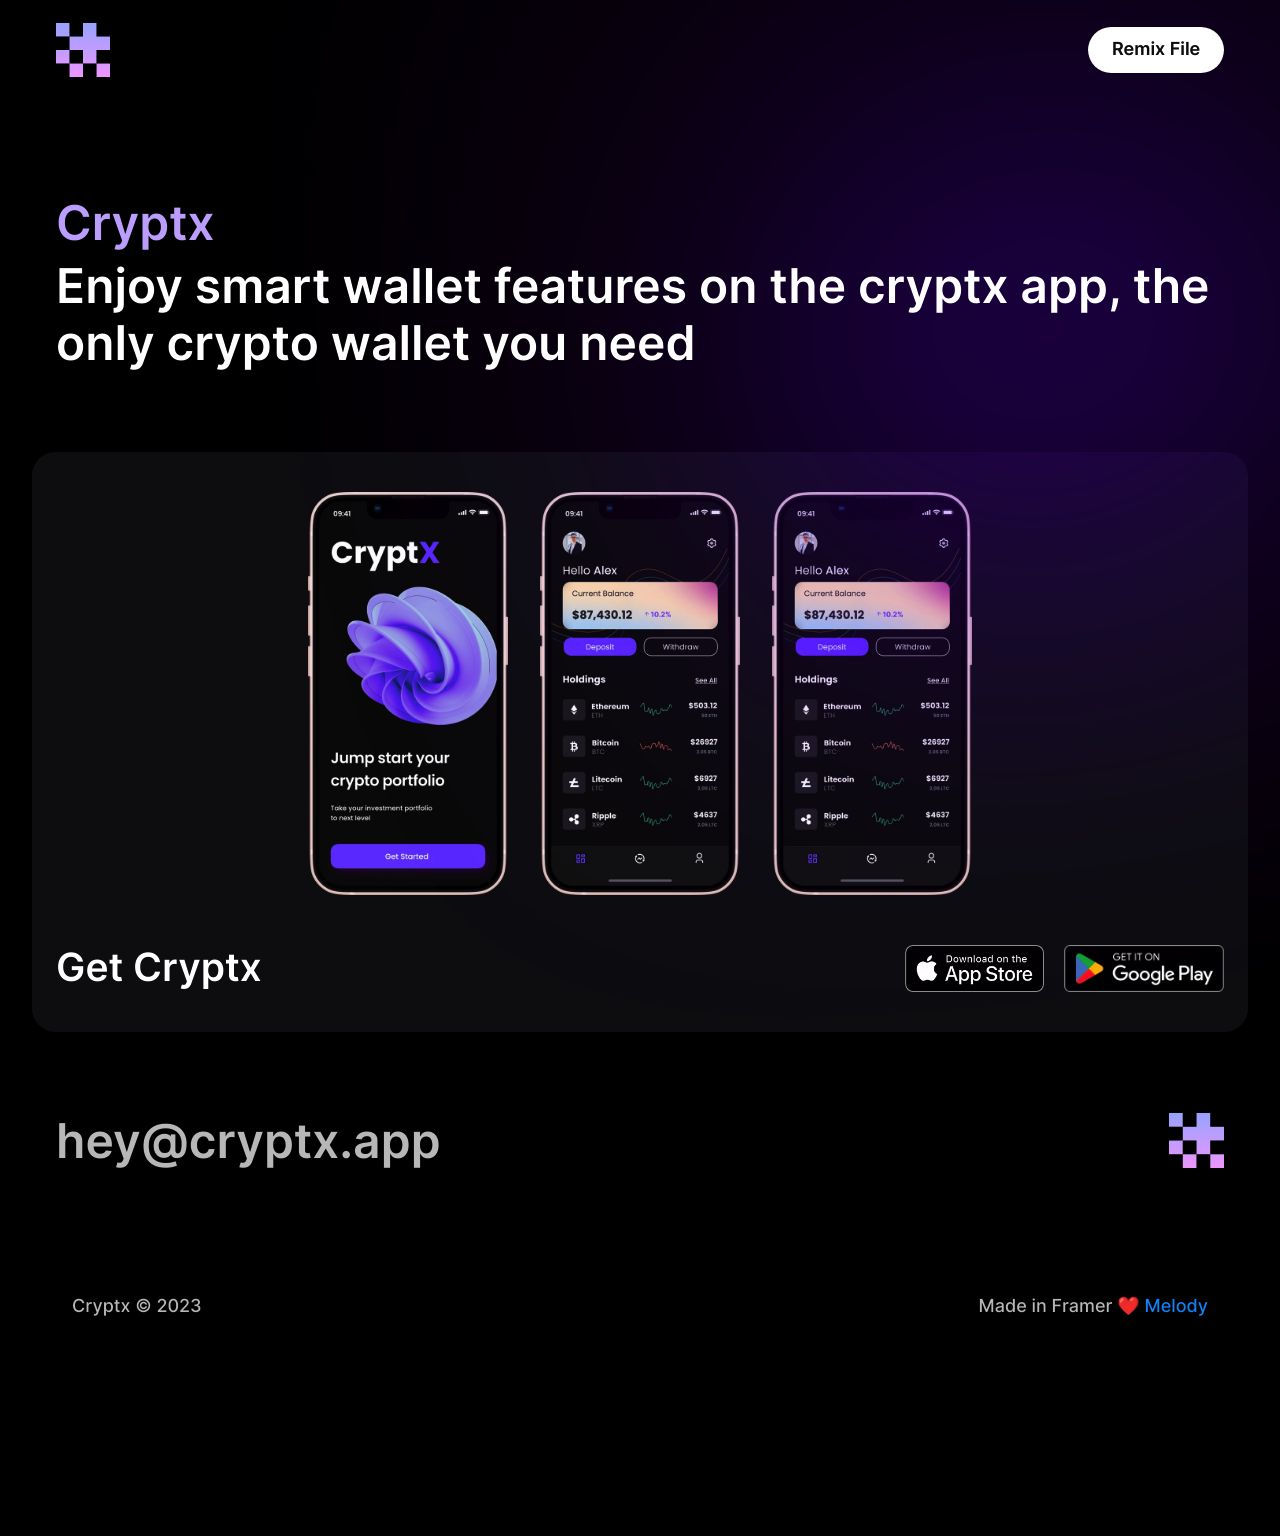 Remix File
Cryptx
Enjoy smart wallet features on the cryptx app, the
only crypto wallet you need
09:41
CryptX
Jump start your
crypto portfolio
Take your investment portfolio
to next level
Get Started
09:41
Hello Alex
Current Balance
$87,430.12
↑ 10.2%
Deposit
Withdraw
Holdings
See All
Ethereum
$503.12
ETH
50 ETH
Bitcoin
$26927
BTC
Litecoin
$6927
LTC
Ripple
$4637
XRP
09:41
Hello Alex
Current Balance
$87,430.12
↑ 10.2%
Deposit
Withdraw
Holdings
See All
Ethereum
$503.12
ETH
50 ETH
Bitcoin
$26927
BTC
Litecoin
$6927
LTC
Ripple
$4637
XRP
Get Cryptx
Download on the
App Store
GET IT ON
Google Play
hey@cryptx.app
Cryptx © 2023
Made in Framer ❤️ Melody